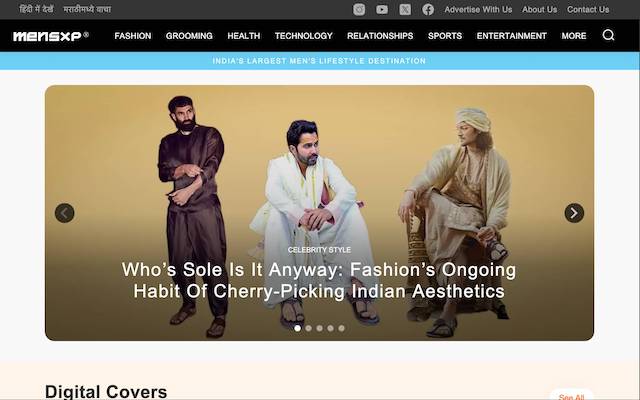 हिंदी में देखें मराठीमध्ये वाचा Advertise With Us About Us Contact Us
mensxp® FASHION GROOMING HEALTH TECHNOLOGY RELATIONSHIPS SPORTS ENTERTAINMENT MORE
INDIA'S LARGEST MEN'S LIFESTYLE DESTINATION
CELEBRITY STYLE
Who's Sole Is It Anyway: Fashion's Ongoing
Habit Of Cherry-Picking Indian Aesthetics
Digital Covers See All